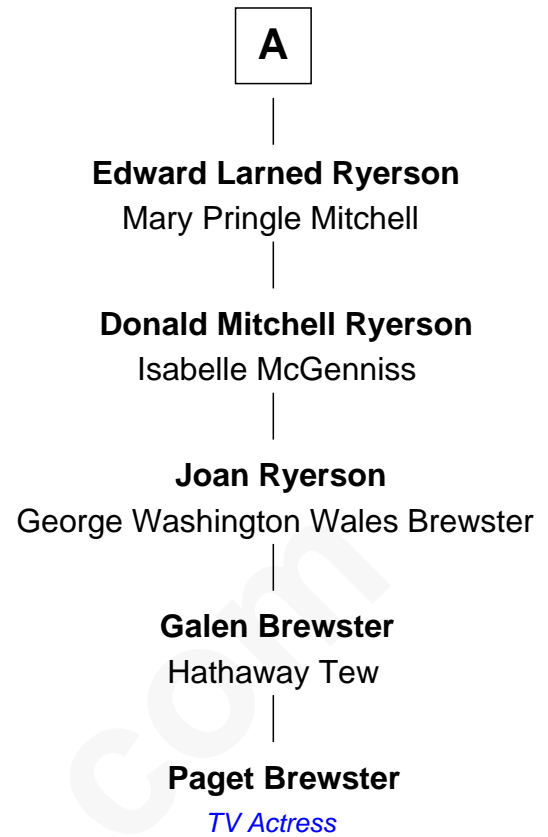 A
Edward Larned Ryerson
Mary Pringle Mitchell
Donald Mitchell Ryerson
Isabelle McGenniss
Joan Ryerson
George Washington Wales Brewster
Galen Brewster
Hathaway Tew
Paget Brewster
TV Actress
com